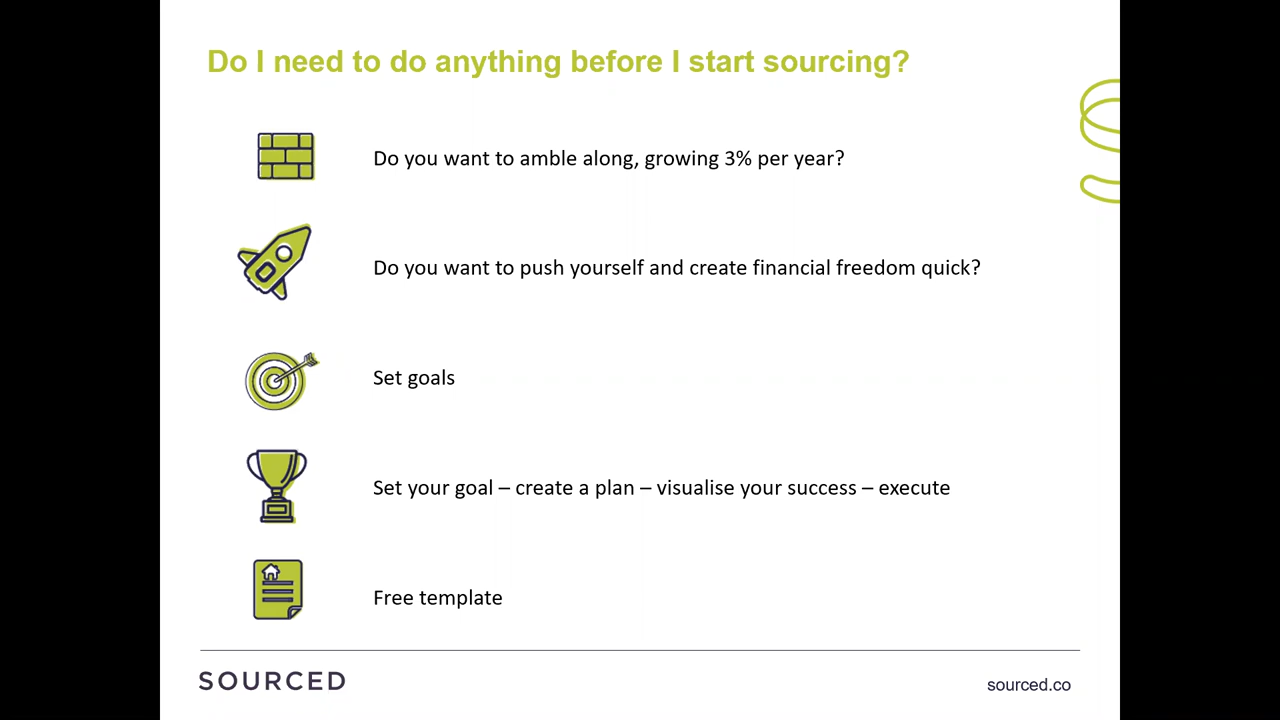 Do I need to do anything before I start sourcing?
Do you want to amble along, growing 3% per year?
Do you want to push yourself and create financial freedom quick?
Set goals
Set your goal – create a plan – visualise your success – execute
Free template
SOURCED
sourced.co